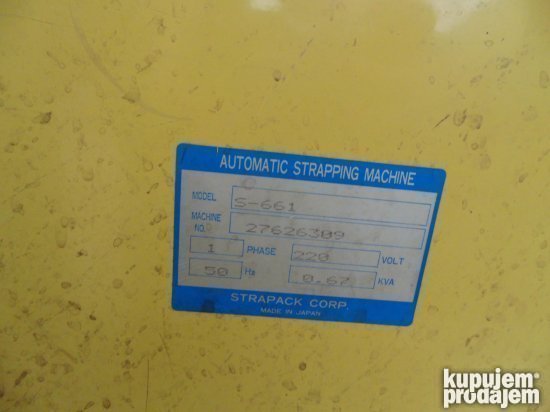 AUTOMATIC STRAPPING MACHINE
MODEL S-661
MACHINE NO. 27626309
1 PHASE 220 VOLT
50 Hz 0.67 KVA
STRAPACK CORP.
MADE IN JAPAN
kupujem
prodajem